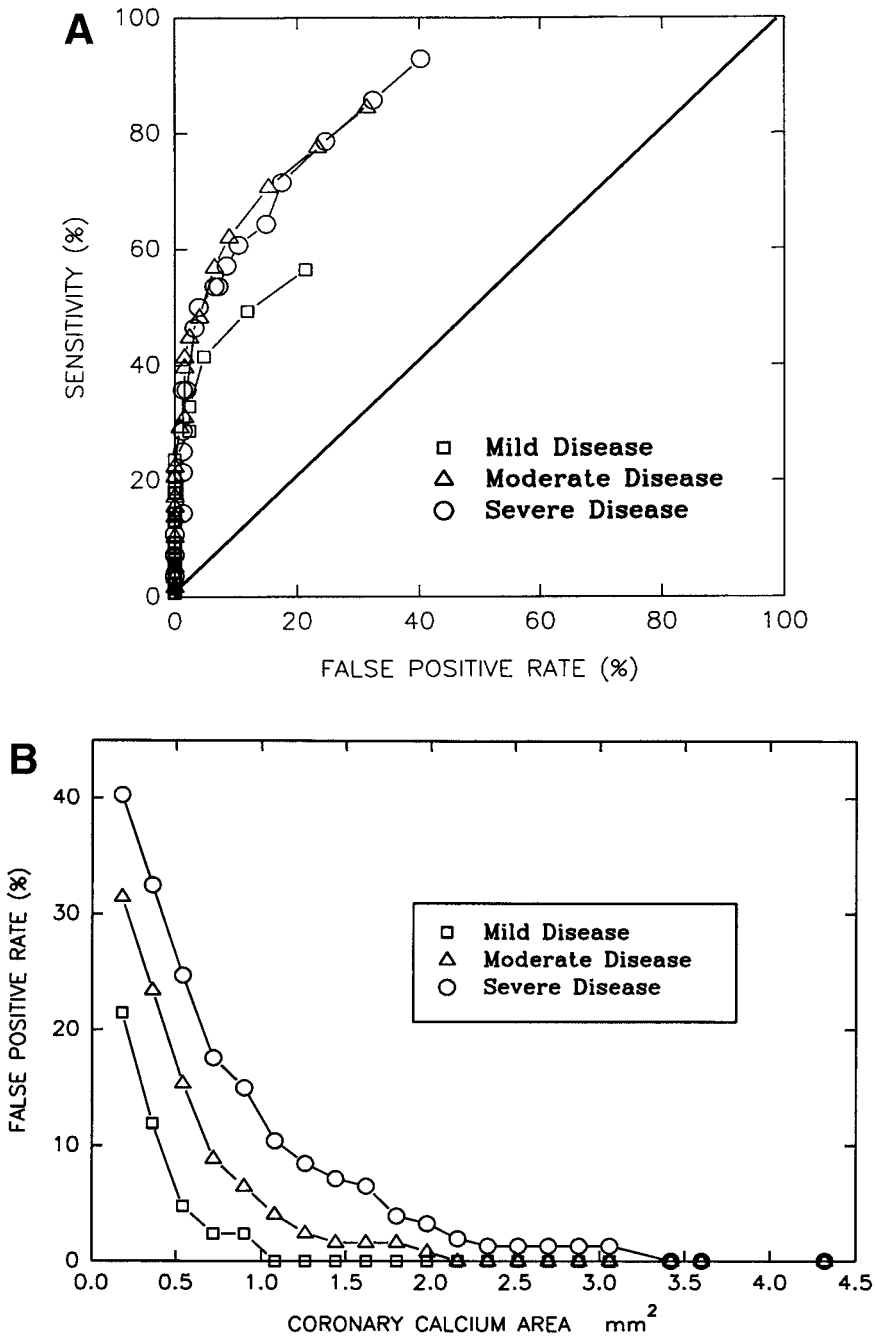 A
100
80
60
40
20
0
SENSITIVITY (%)
Mild Disease
Moderate Disease
Severe Disease
0 20 40 60 80 100
FALSE POSITIVE RATE (%)
B
40
30
20
10
0
FALSE POSITIVE RATE (%)
Mild Disease
Moderate Disease
Severe Disease
0.0 0.5 1.0 1.5 2.0 2.5 3.0 3.5 4.0 4.5
CORONARY CALCIUM AREA mm²